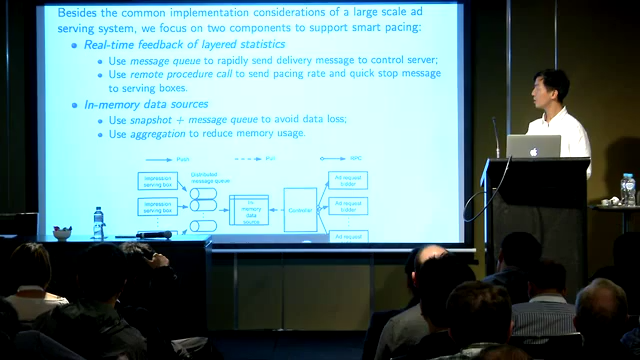 Besides the common implementation considerations of a large scale ad
serving system, we focus on two components to support smart pacing:
Real-time feedback of layered statistics
Use message queue to rapidly send delivery message to control server;
Use remote procedure call to send pacing rate and quick stop message
to serving boxes.
In-memory data sources
Use snapshot + message queue to avoid data loss;
Use aggregation to reduce memory usage.
Push
Pull
RPC
Impression
serving box
Distributed
message queue
Ad request
bidder
Impression
serving box
In-
memory
data
source
Controller
Ad request
bidder
Ad request